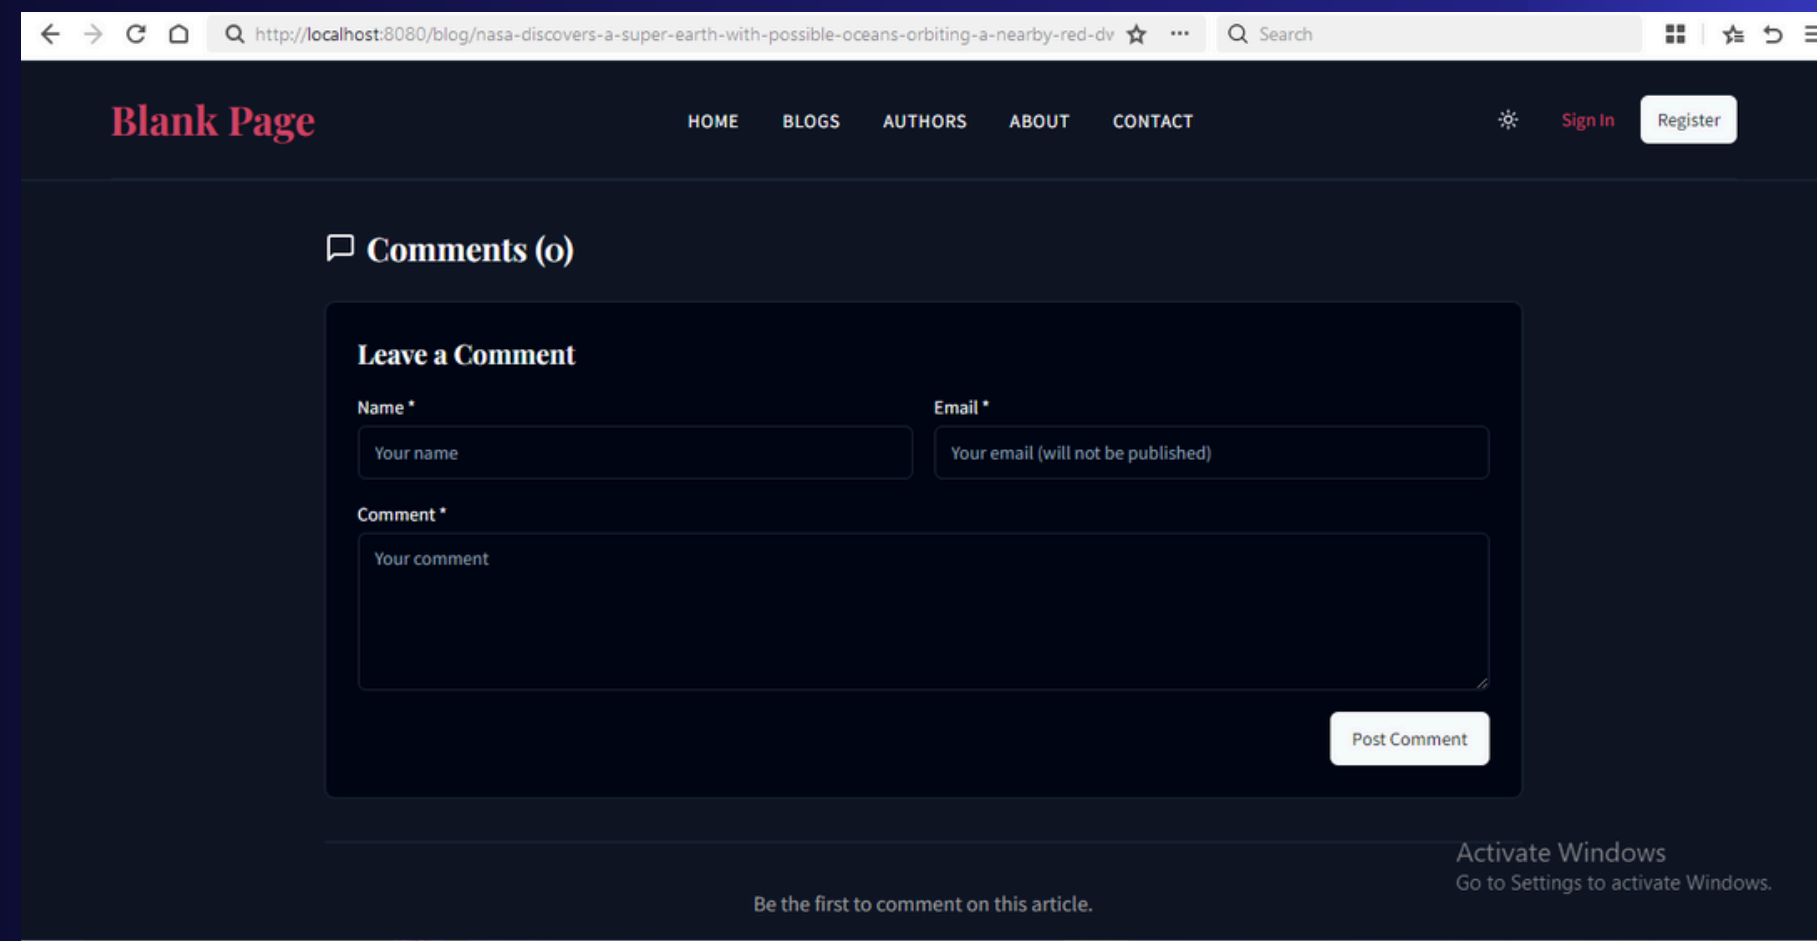 http://localhost:8080/blog/nasa-discovers-a-super-earth-with-possible-oceans-orbiting-a-nearby-red-dv Search
Blank Page HOME BLOGS AUTHORS ABOUT CONTACT Sign In Register
Comments (0)
Leave a Comment
Name * Email *
Your name Your email (will not be published)
Comment *
Your comment
Post Comment
Activate Windows
Go to Settings to activate Windows.
Be the first to comment on this article.